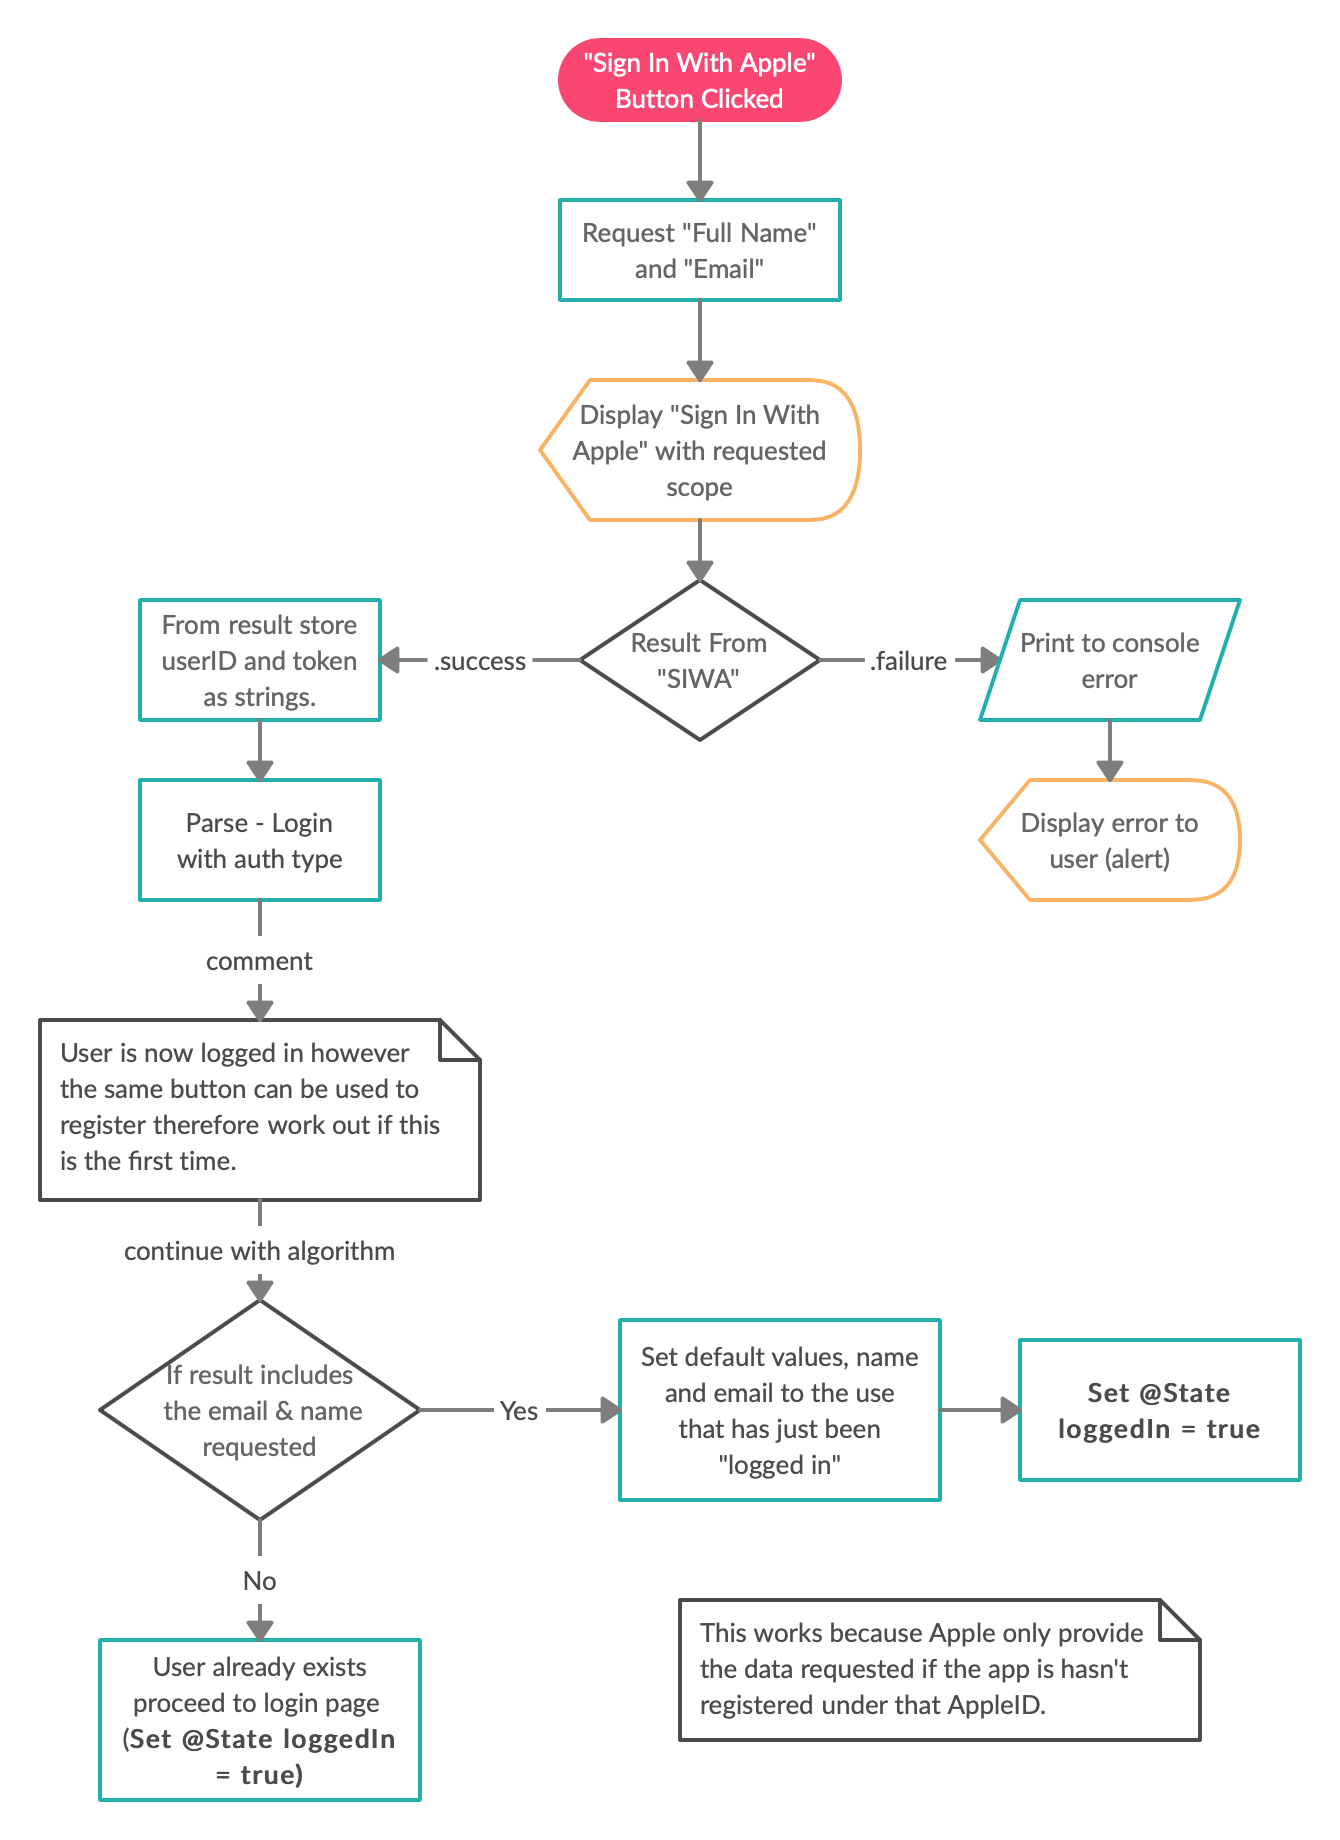 "Sign In With Apple"
Button Clicked
Request "Full Name"
and "Email"
Display "Sign In With
Apple" with requested
scope
Result From
"SIWA"
.success
.failure
From result store
userID and token
as strings.
Print to console
error
Parse - Login
with auth type
Display error to
user (alert)
comment
User is now logged in however
the same button can be used to
register therefore work out if this
is the first time.
continue with algorithm
If result includes
the email & name
requested
Yes
Set default values, name
and email to the use
that has just been
"logged in"
Set @State
loggedIn = true
No
User already exists
proceed to login page
(Set @State loggedIn
= true)
This works because Apple only provide
the data requested if the app is hasn't
registered under that AppleID.